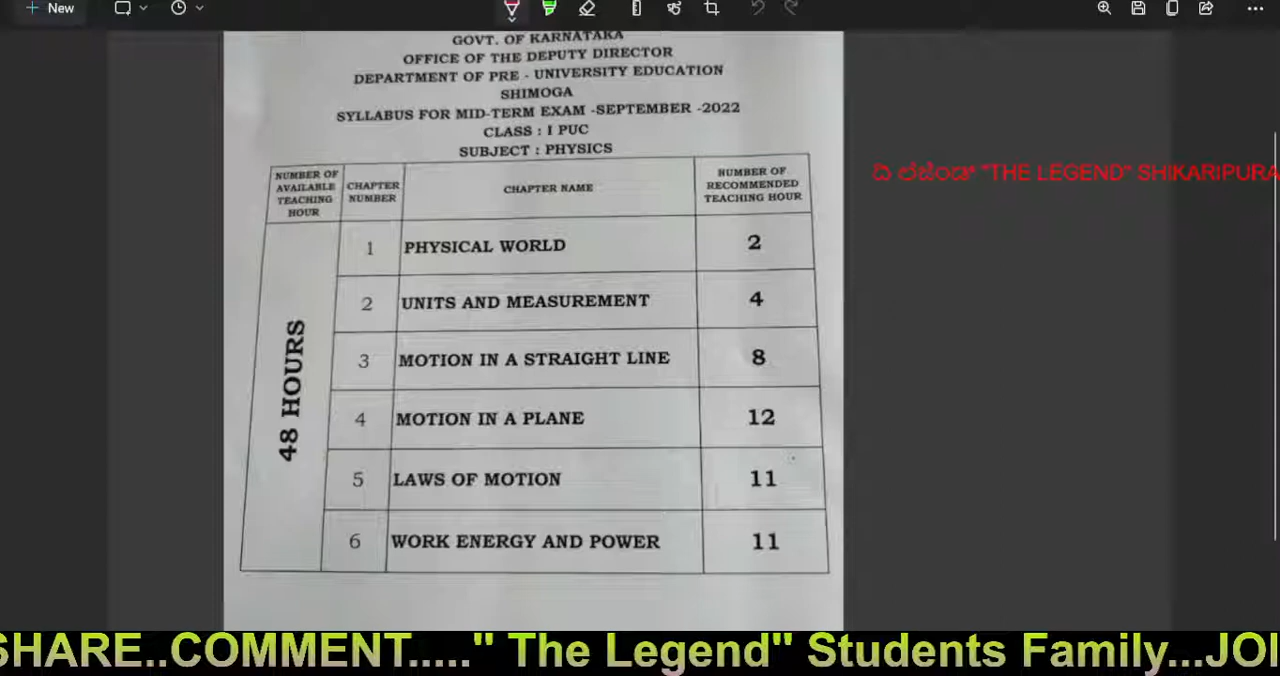 New
GOVT. OF KARNATAKA
OFFICE OF THE DEPUTY DIRECTOR
DEPARTMENT OF PRE - UNIVERSITY EDUCATION
SHIMOGA
SYLLABUS FOR MID-TERM EXAM -SEPTEMBER -2022
CLASS : I PUC
SUBJECT : PHYSICS
NUMBER OF AVAILABLE TEACHING HOUR CHAPTER NUMBER CHAPTER NAME NUMBER OF RECOMMENDED TEACHING HOUR
48 HOURS
1 PHYSICAL WORLD 2
2 UNITS AND MEASUREMENT 4
3 MOTION IN A STRAIGHT LINE 8
4 MOTION IN A PLANE 12
5 LAWS OF MOTION 11
6 WORK ENERGY AND POWER 11
ದಿ ಲೆಜೆಂಡ್ "THE LEGEND" SHIKARIPURA
SHARE..COMMENT....." The Legend" Students Family...JOI